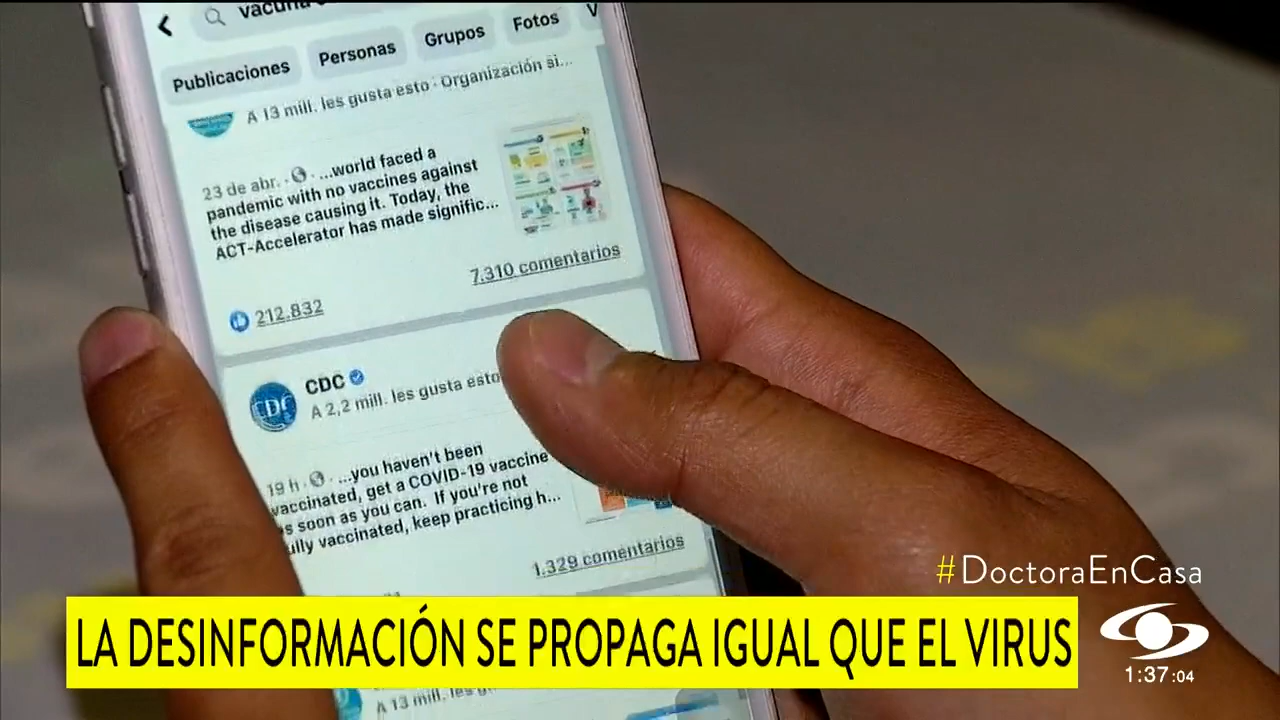 Publicaciones Personas Grupos Fotos V
A 13 mill. les gusta esto · Organización si...
23 de abr. · ...world faced a
pandemic with no vaccines against
the disease causing it. Today, the
ACT-Accelerator has made signific...
7.310 comentarios
212.832
CDC
CDC
A 2,2 mill. les gusta esto
19 h · ...you haven't been
vaccinated, get a COVID-19 vaccine
as soon as you can. If you're not
fully vaccinated, keep practicing h...
1.329 comentarios
#DoctoraEnCasa
LA DESINFORMACIÓN SE PROPAGA IGUAL QUE EL VIRUS
1:37:04
A 13 mill. les g